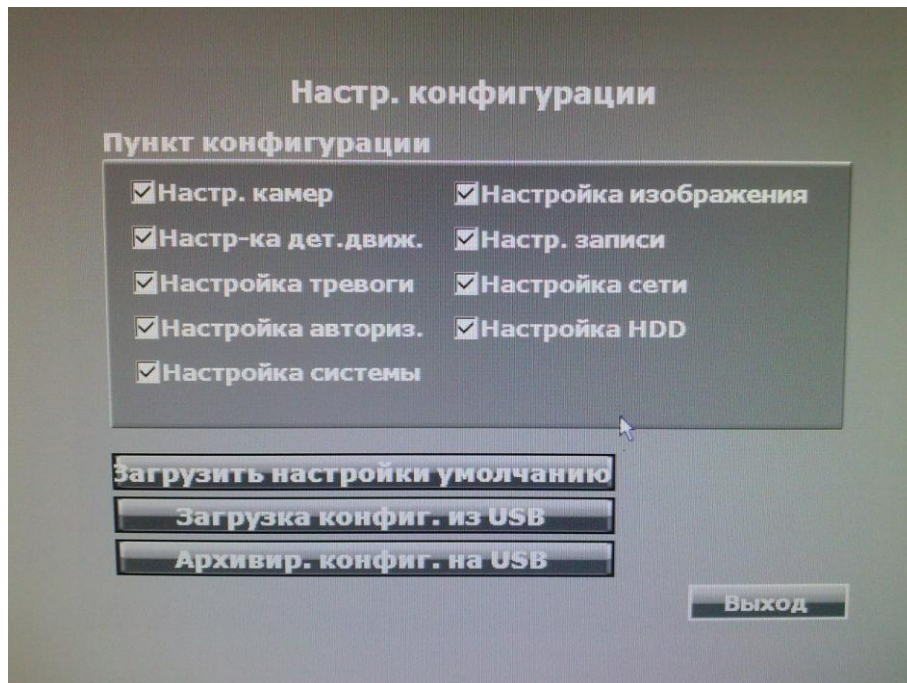 Настр. конфигурации
Пункт конфигурации
Настр. камер
Настройка изображения
Настр-ка дет.движ.
Настр. записи
Настройка тревоги
Настройка сети
Настройка авториз.
Настройка HDD
Настройка системы
Загрузить настройки умолчанию
Загрузка конфиг. из USB
Архивир. конфиг. на USB
Выход